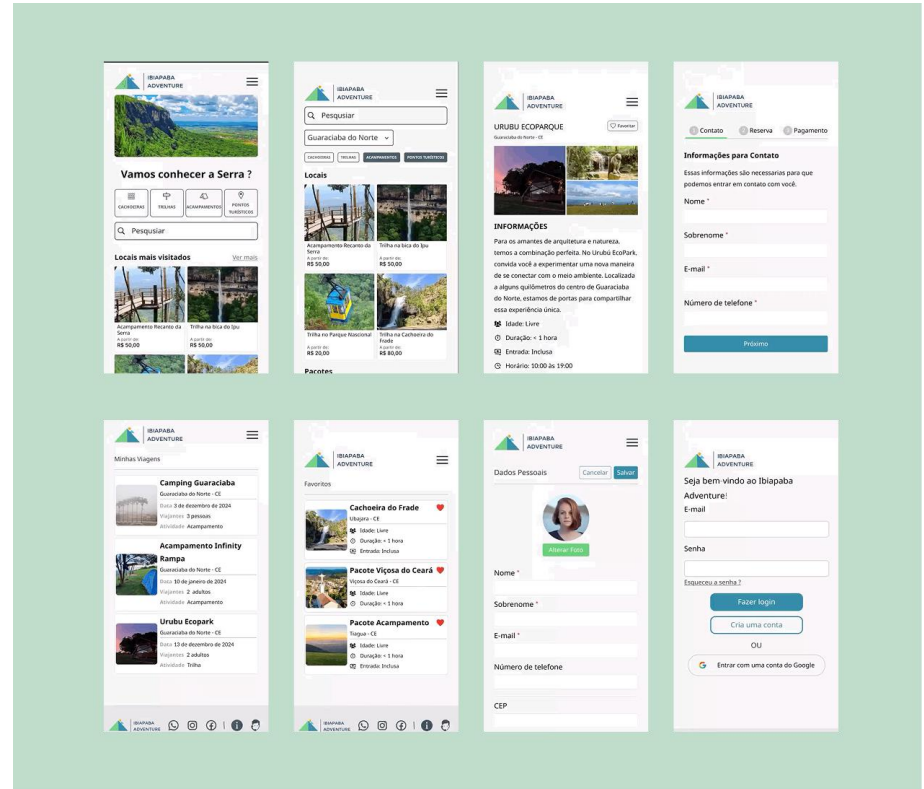 IBIAPABA
ADVENTURE
Vamos conhecer a Serra ?
CACHOEIRAS
TRILHAS
ACAMPAMENTOS
PONTOS
TURÍSTICOS
Pequsiar
Locais mais visitados
Ver mais
Acampamento Recanto da
Serra
A partir de:
R$ 50,00
Trilha na bica do Ipu
A partir de:
R$ 50,00
IBIAPABA
ADVENTURE
Pequsiar
Guaraciaba do Norte
CACHOEIRAS
TRILHAS
ACAMPAMENTOS
PONTOS TURÍSTICOS
Locais
Acampamento Recanto da
Serra
A partir de:
R$ 50,00
Trilha na bica do Ipu
A partir de:
R$ 50,00
Trilha no Parque Nascional
A partir de:
R$ 20,00
Trilha na Cachoeira do
Frade
A partir de:
R$ 80,00
Pacotes
IBIAPABA
ADVENTURE
URUBU ECOPARQUE
Favoritar
Guaraciaba do Norte - CE
INFORMAÇÕES
Para os amantes de arquitetura e natureza,
temos a combinação perfeita. No Urubú EcoPark,
convida você a experimentar uma nova maneira
de se conectar com o meio ambiente. Localizada
a alguns quilômetros do centro de Guaraciaba
do Norte, estamos de portas para compartilhar
essa experiência única.
Idade: Livre
Duração: < 1 hora
Entrada: Inclusa
Horário: 10:00 às 19:00
IBIAPABA
ADVENTURE
1 Contato
2 Reserva
3 Pagamento
Informações para Contato
Essas informações são necessarias para que
podemos entrar em contato com você.
Nome *
Sobrenome *
E-mail *
Número de telefone *
Próximo
IBIAPABA
ADVENTURE
Minhas Viagens
Camping Guaraciaba
Guaraciaba do Norte - CE
Data 3 de dezembro de 2024
Viajantes 3 pessoas
Atividade Acampamento
Acampamento Infinity
Rampa
Guaraciaba do Norte - CE
Data 10 de janeiro de 2024
Viajantes 2 adultos
Atividade Acampamento
Urubu Ecopark
Guaraciaba do Norte - CE
Data 13 de dezembro de 2024
Viajantes 2 adultos
Atividade Trilha
IBIAPABA
ADVENTURE
IBIAPABA
ADVENTURE
Favoritos
Cachoeira do Frade
Ubajara - CE
Idade: Livre
Duração: < 1 hora
Entrada: Inclusa
Pacote Viçosa do Ceará
Viçosa do Ceará - CE
Idade: Livre
Duração: < 1 hora
Pacote Acampamento
Tiagua - CE
Idade: Livre
Duração: < 1 hora
Entrada: Inclusa
IBIAPABA
ADVENTURE
IBIAPABA
ADVENTURE
Dados Pessoais
Cancelar
Salvar
Alterar Foto
Nome *
Sobrenome *
E-mail *
Número de telefone
CEP
IBIAPABA
ADVENTURE
Seja bem-vindo ao Ibiapaba
Adventure!
E-mail
Senha
Esqueceu a senha ?
Fazer login
Cria uma conta
OU
Entrar com uma conta do Google